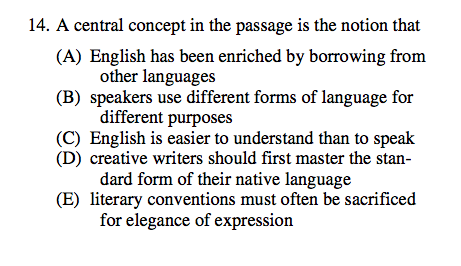 14. A central concept in the passage is the notion that
(A) English has been enriched by borrowing from
other languages
(B) speakers use different forms of language for
different purposes
(C) English is easier to understand than to speak
(D) creative writers should first master the stan-
dard form of their native language
(E) literary conventions must often be sacrificed
for elegance of expression